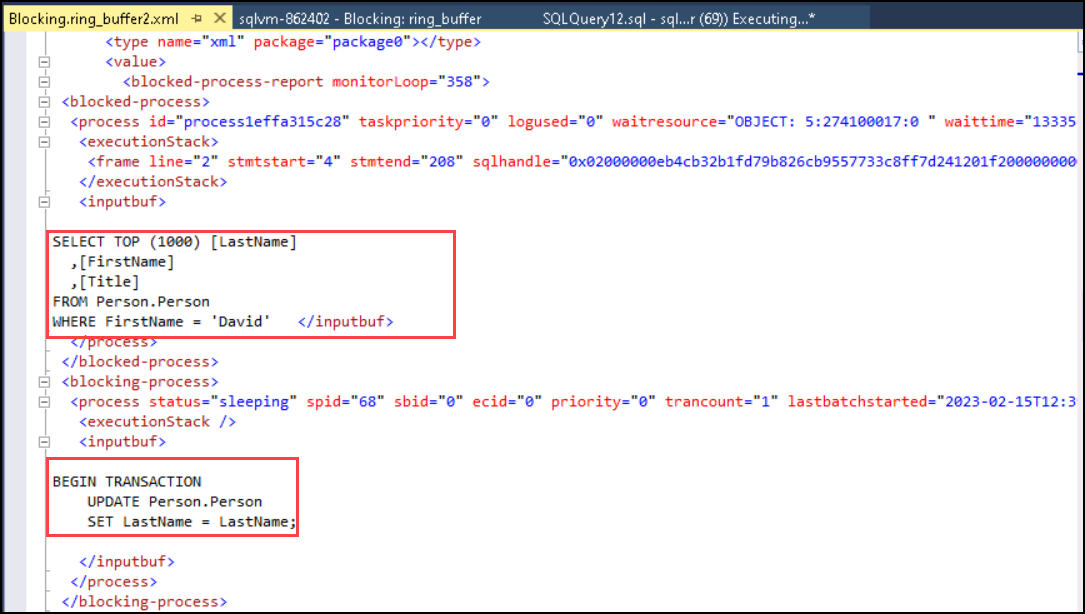 Blocking.ring_buffer2.xml sqlvm-862402 - Blocking: ring_buffer SQLQuery12.sql - sql...r (69)) Executing...*
<type name="xml" package="package0"></type>
<value>
<blocked-process-report monitorLoop="358">
<blocked-process>
<process id="process1effa315c28" taskpriority="0" logused="0" waitresource="OBJECT: 5:274100017:0 " waittime="13335
<executionStack>
<frame line="2" stmtstart="4" stmtend="208" sqlhandle="0x02000000eb4cb32b1fd79b826cb9557733c8ff7d241201f2000000000
</executionStack>
<inputbuf>
SELECT TOP (1000) [LastName]
,[FirstName]
,[Title]
FROM Person.Person
WHERE FirstName = 'David'   </inputbuf>
</process>
</blocked-process>
<blocking-process>
<process status="sleeping" spid="68" sbid="0" ecid="0" priority="0" trancount="1" lastbatchstarted="2023-02-15T12:3
<executionStack />
<inputbuf>
BEGIN TRANSACTION
UPDATE Person.Person
SET LastName = LastName;
</inputbuf>
</process>
</blocking-process>